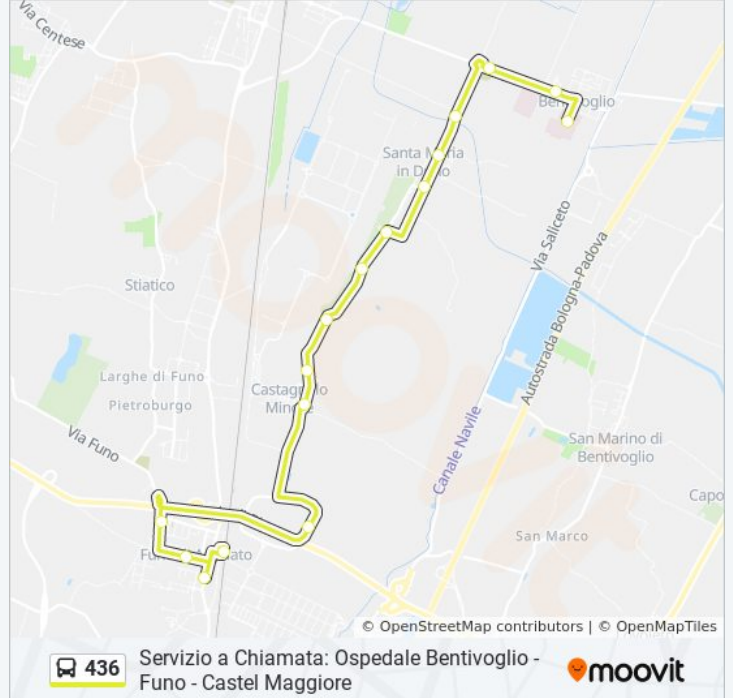 Via Centese
Bentivoglio
Santa Maria
in Duno
Via Saliceto
Autostrada Bologna-Padova
Stiatico
Larghe di Funo
Pietroburgo
Castagnolo
Minore
Via Funo
Canale Navile
San Marino di
Bentivoglio
Capo
San Marco
© OpenStreetMap contributors | © OpenMapTiles
436
Servizio a Chiamata: Ospedale Bentivoglio -
Funo - Castel Maggiore
moovit